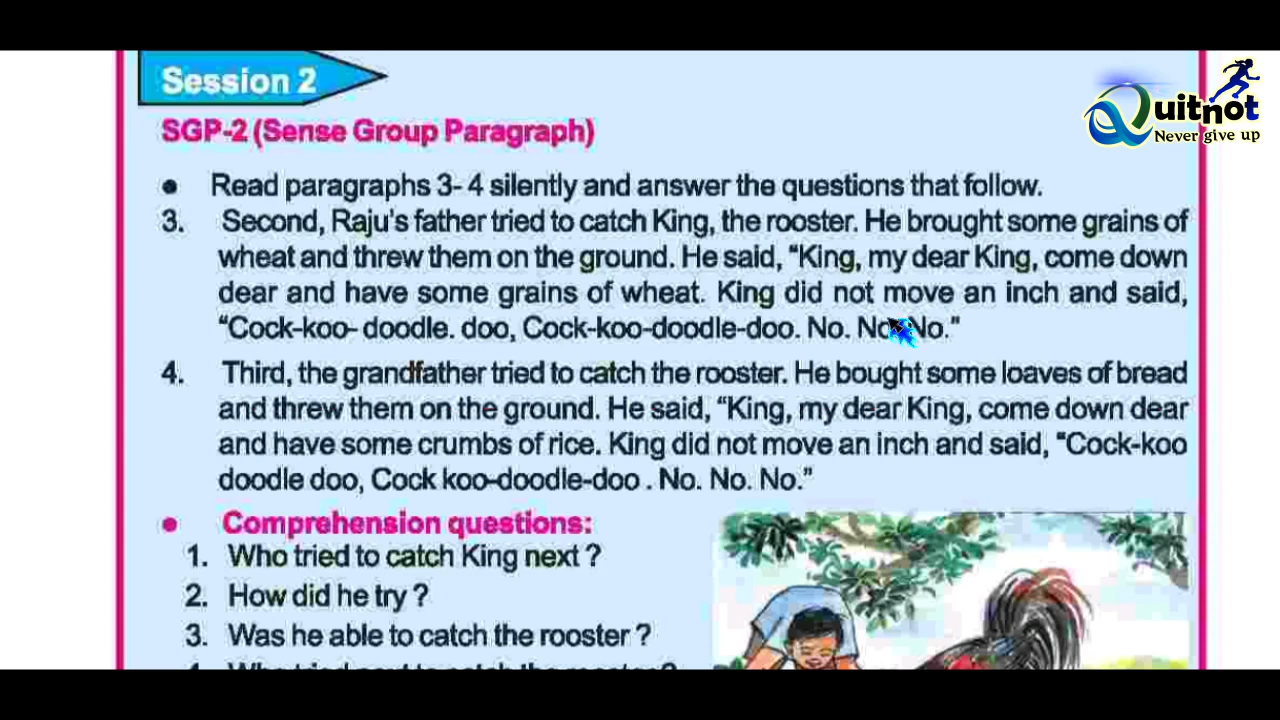 Session 2
Quitnot
Never give up
SGP-2 (Sense Group Paragraph)
• Read paragraphs 3- 4 silently and answer the questions that follow.
3. Second, Raju's father tried to catch King, the rooster. He brought some grains of
wheat and threw them on the ground. He said, "King, my dear King, come down
dear and have some grains of wheat. King did not move an inch and said,
"Cock-koo- doodle. doo, Cock-koo-doodle-doo. No. No. No."
4. Third, the grandfather tried to catch the rooster. He bought some loaves of bread
and threw them on the ground. He said, "King, my dear King, come down dear
and have some crumbs of rice. King did not move an inch and said, "Cock-koo
doodle doo, Cock koo-doodle-doo . No. No. No."
• Comprehension questions:
1. Who tried to catch King next ?
2. How did he try ?
3. Was he able to catch the rooster ?